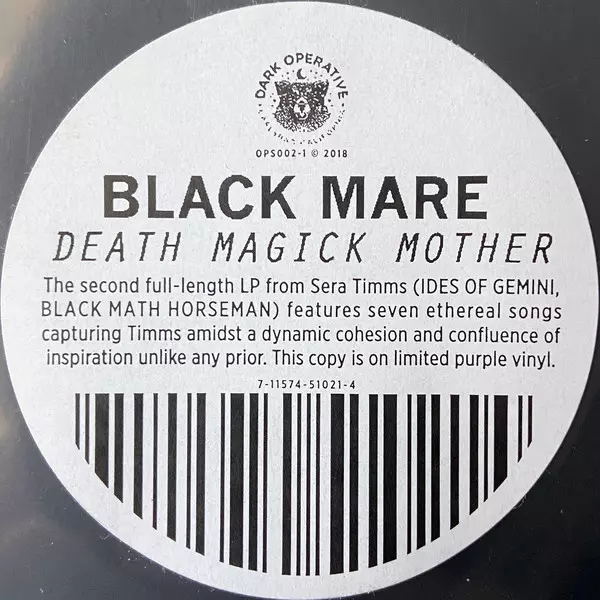 DARK OPERATIVE
OPS002-1 © 2018
BLACK MARE
DEATH MAGICK MOTHER
The second full-length LP from Sera Timms (IDES OF GEMINI,
BLACK MATH HORSEMAN) features seven ethereal songs
capturing Timms amidst a dynamic cohesion and confluence of
inspiration unlike any prior. This copy is on limited purple vinyl.
7-11574-51021-4